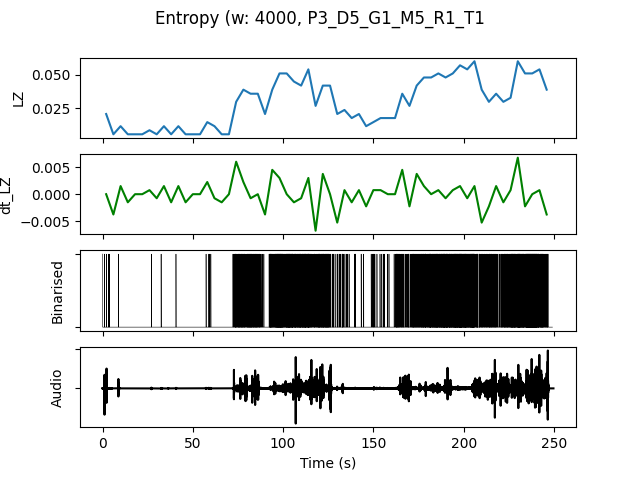 Entropy (w: 4000, P3_D5_G1_M5_R1_T1
0.050
0.025
LZ
0.005
0.000
−0.005
dt_LZ
Binarised
Audio
0 50 100 150 200 250
Time (s)